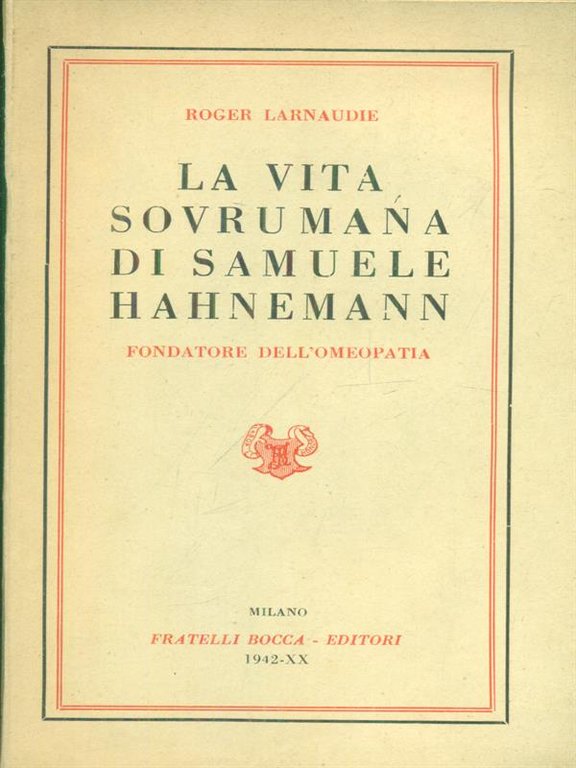 ROGER LARNAUDIE
LA VITA
SOVRUMANA
DI SAMUELE
HAHNEMANN
FONDATORE DELL'OMEOPATIA
MILANO
FRATELLI BOCCA - EDITORI
1942-XX